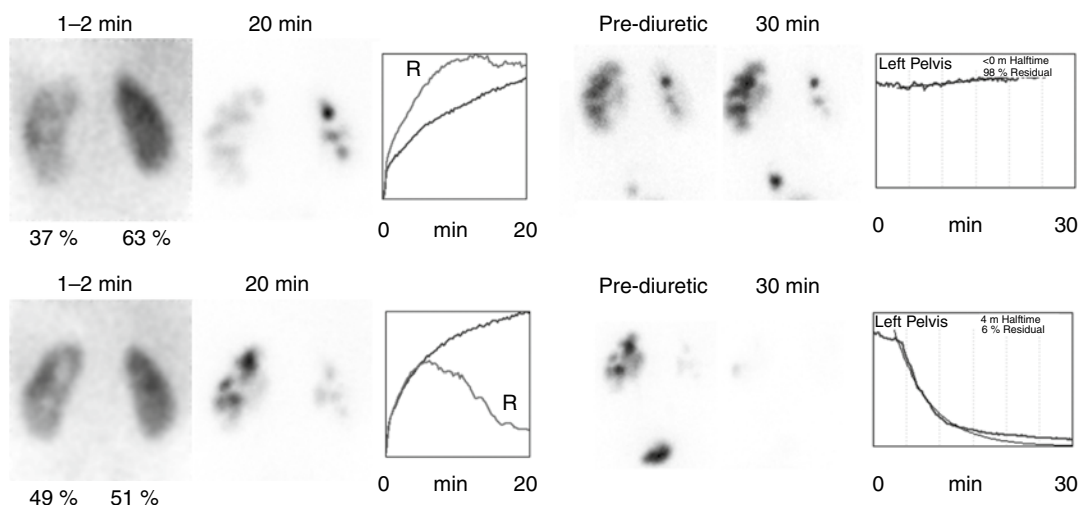 1–2 min 20 min Pre-diuretic 30 min
R
Left Pelvis
<0 m Halftime
98 % Residual
0 min 20 0 min 30
37 % 63 %
1–2 min 20 min Pre-diuretic 30 min
Left Pelvis
4 m Halftime
6 % Residual
R
0 min 20 0 min 30
49 % 51 %